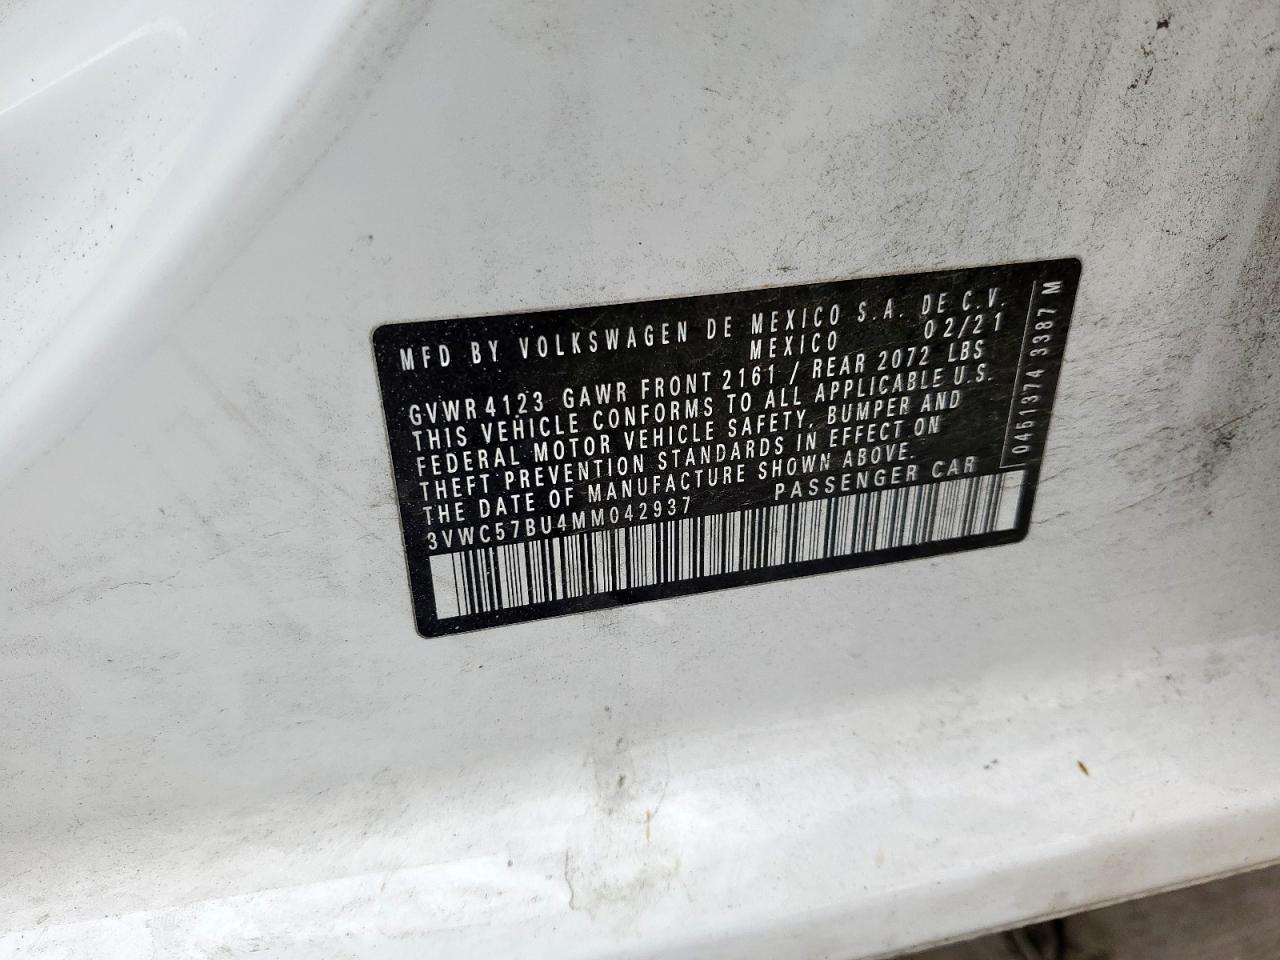 MFD BY VOLKSWAGEN DE MEXICO S.A. DE C.V.
MEXICO 02/21
GVWR 4123 GAWR FRONT 2161 / REAR 2072 LBS
THIS VEHICLE CONFORMS TO ALL APPLICABLE U.S.
FEDERAL MOTOR VEHICLE SAFETY, BUMPER AND
THEFT PREVENTION STANDARDS IN EFFECT ON
THE DATE OF MANUFACTURE SHOWN ABOVE.
3VWC57BU4MM042937 PASSENGER CAR
0451374 3387 M